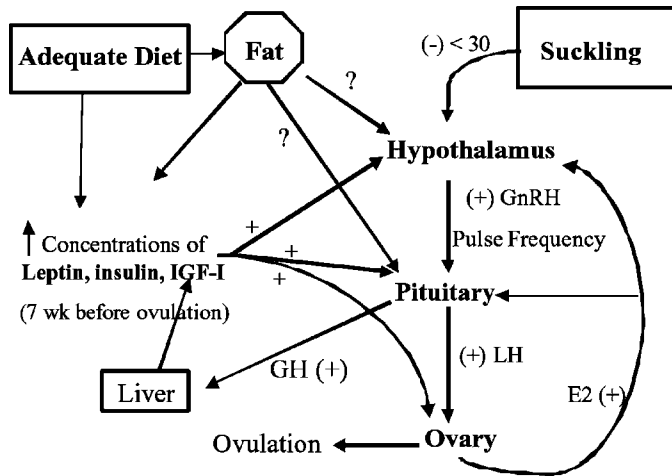 Adequate Diet
Fat
(-) < 30
Suckling
?
?
Hypothalamus
(+) GnRH
Pulse Frequency
+
+
+
↑ Concentrations of
Leptin, insulin, IGF-I
(7 wk before ovulation)
Pituitary
Liver
GH (+)
(+) LH
E2 (+)
Ovulation
Ovary